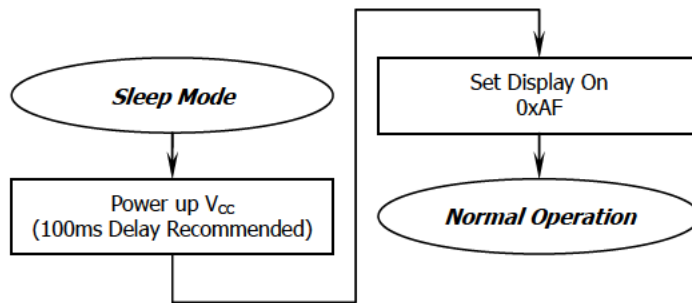 Sleep Mode
Power up VCC
(100ms Delay Recommended)
Set Display On
0xAF
Normal Operation